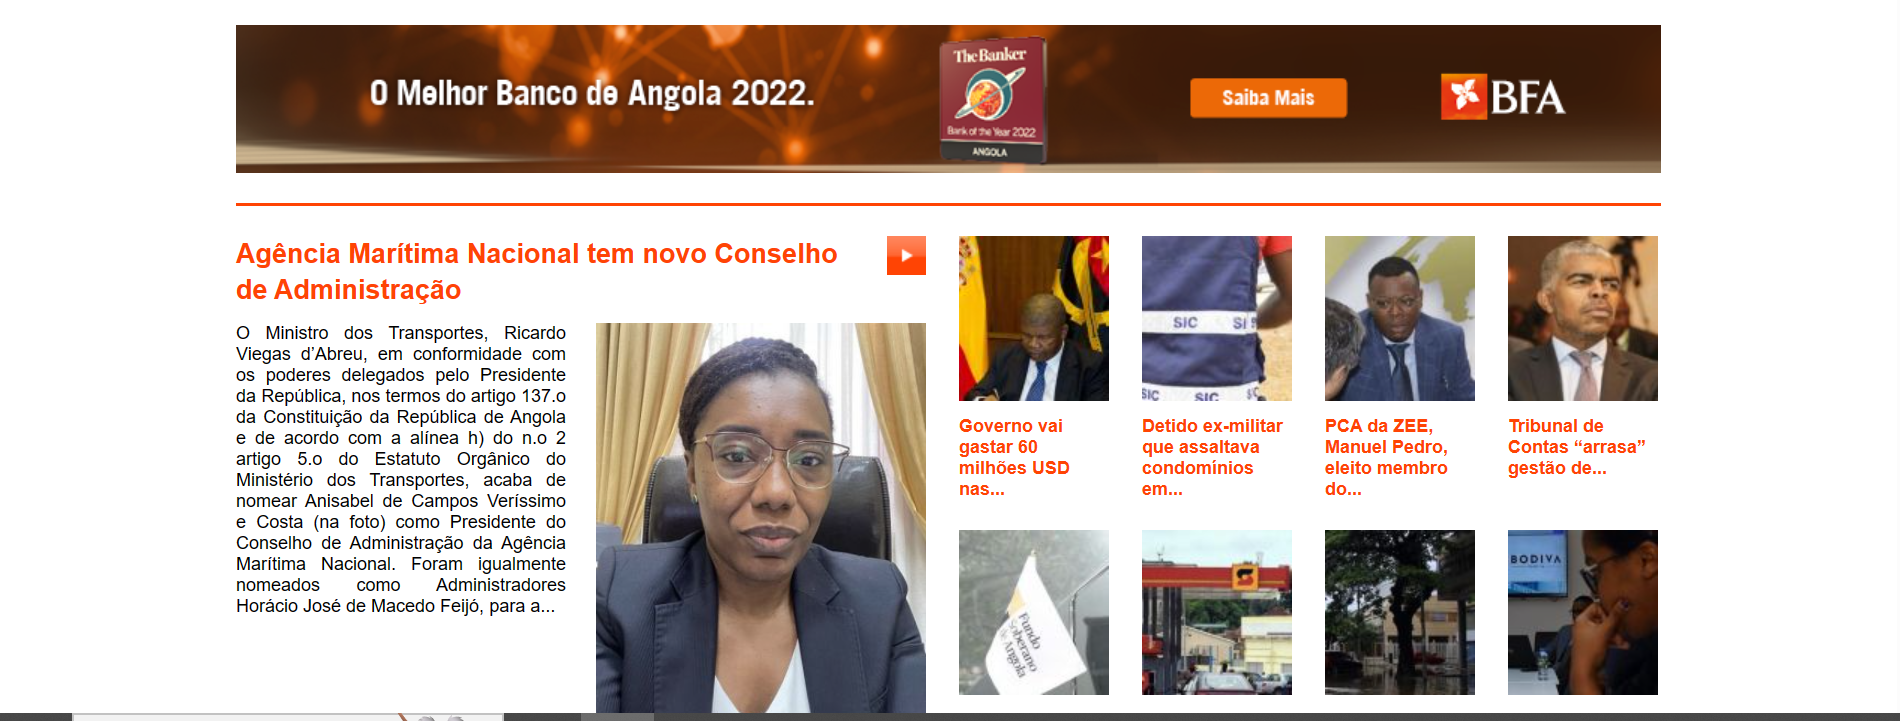 O Melhor Banco de Angola 2022.
The Banker
Bank of the Year 2022
ANGOLA
Saiba Mais
BFA
Agência Marítima Nacional tem novo Conselho
de Administração
O Ministro dos Transportes, Ricardo
Viegas d’Abreu, em conformidade com
os poderes delegados pelo Presidente
da República, nos termos do artigo 137.o
da Constituição da República de Angola
e de acordo com a alínea h) do n.o 2
artigo 5.o do Estatuto Orgânico do
Ministério dos Transportes, acaba de
nomear Anisabel de Campos Veríssimo
e Costa (na foto) como Presidente do
Conselho de Administração da Agência
Marítima Nacional. Foram igualmente
nomeados como Administradores
Horácio José de Macedo Feijó, para a...
SIC SI
SIC SIC SIC
Governo vai
gastar 60
milhões USD
nas...
Detido ex-militar
que assaltava
condomínios
em...
PCA da ZEE,
Manuel Pedro,
eleito membro
do...
Tribunal de
Contas “arrasa”
gestão de...
Fundo
Soberano
de Angola
BODIVA